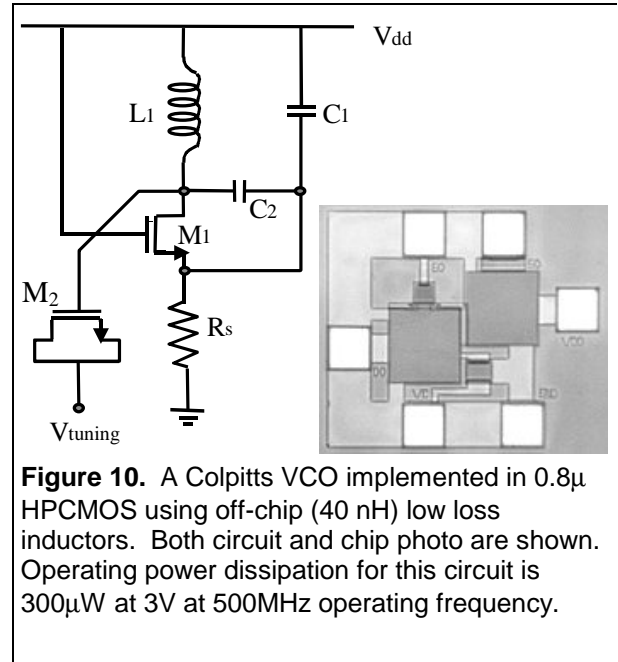 Vdd
L1
C1
C2
M1
M2
Rs
Vtuning
VDD
GND
Figure 10. A Colpitts VCO implemented in 0.8μ
HPCMOS using off-chip (40 nH) low loss
inductors. Both circuit and chip photo are shown.
Operating power dissipation for this circuit is
300μW at 3V at 500MHz operating frequency.